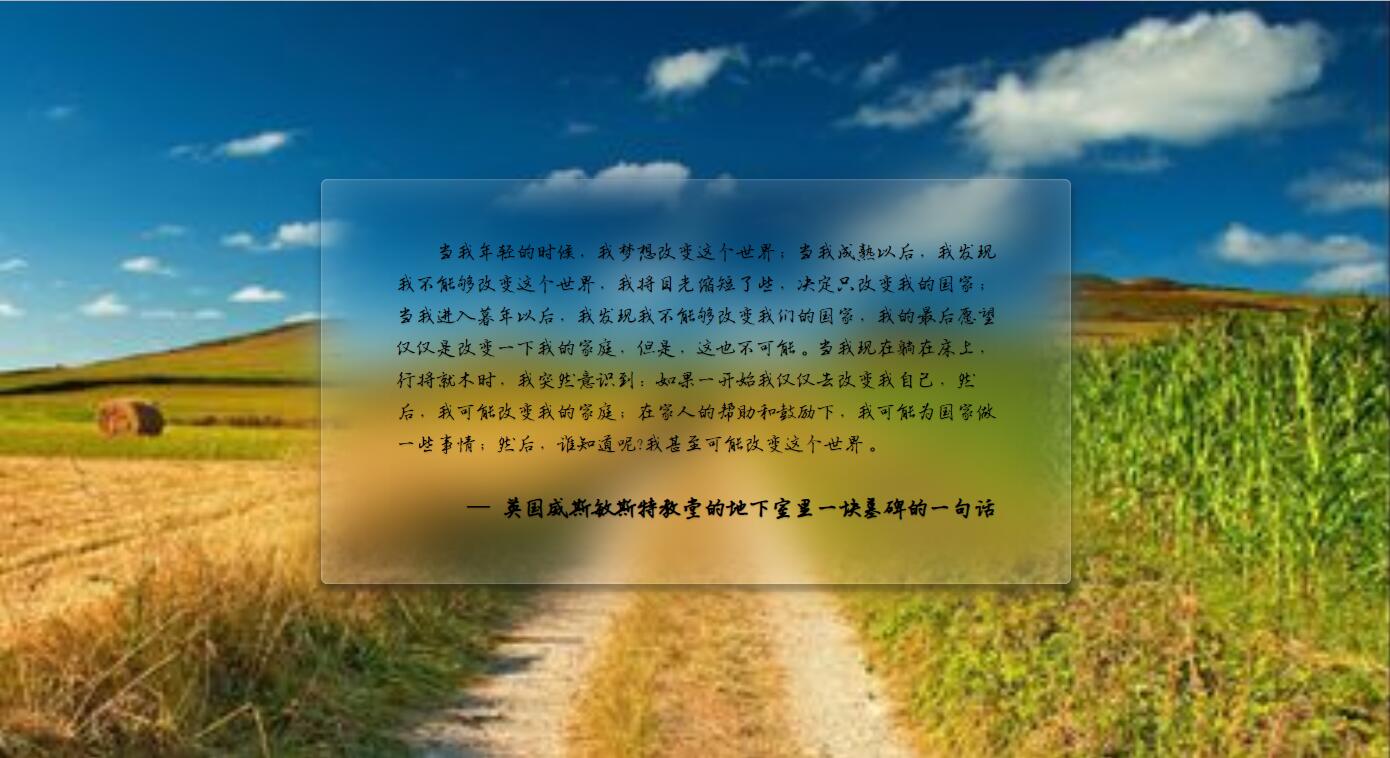 当我年轻的时候，我梦想改变这个世界；当我成熟以后，我发现
我不能够改变这个世界，我将目光缩短了些，决定只改变我的国家；
当我进入暮年以后，我发现我不能够改变我们的国家，我的最后愿望
仅仅是改变一下我的家庭，但是，这也不可能。当我现在躺在床上，
行将就木时，我突然意识到：如果一开始我仅仅去改变我自己，然
后，我可能改变我的家庭；在家人的帮助和鼓励下，我可能为国家做
一些事情；然后，谁知道呢?我甚至可能改变这个世界。
— 英国威斯敏斯特教堂的地下室里一块墓碑的一句话